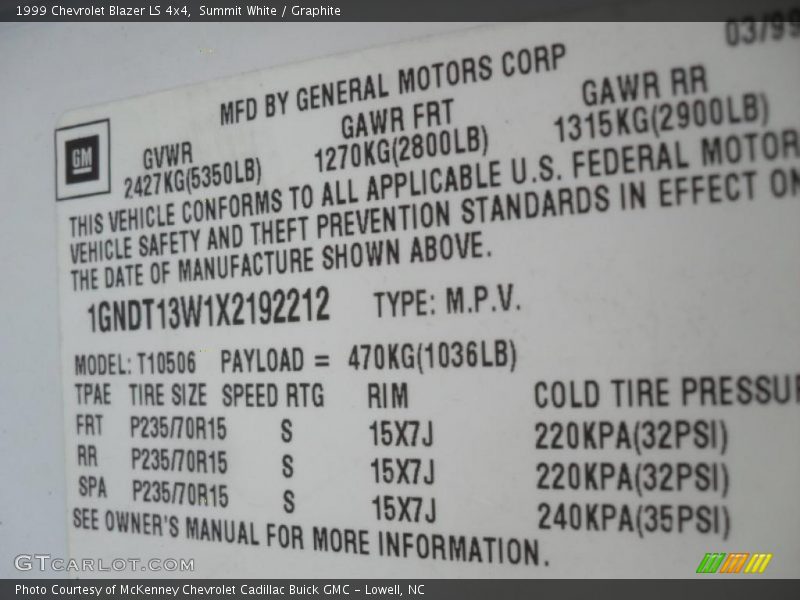 1999 Chevrolet Blazer LS 4x4, Summit White / Graphite
03/99
MFD BY GENERAL MOTORS CORP
GM
GVWR GAWR FRT GAWR RR
2427KG(5350LB) 1270KG(2800LB) 1315KG(2900LB)
THIS VEHICLE CONFORMS TO ALL APPLICABLE U.S. FEDERAL MOTOR
VEHICLE SAFETY AND THEFT PREVENTION STANDARDS IN EFFECT ON
THE DATE OF MANUFACTURE SHOWN ABOVE.
1GNDT13W1X2192212 TYPE: M.P.V.
MODEL: T10506 PAYLOAD = 470KG(1036LB)
TPAE TIRE SIZE SPEED RTG RIM COLD TIRE PRESSUR
FRT P235/70R15 S 15X7J 220KPA(32PSI)
RR P235/70R15 S 15X7J 220KPA(32PSI)
SPA P235/70R15 S 15X7J 240KPA(35PSI)
SEE OWNER'S MANUAL FOR MORE INFORMATION.
GTCARLOT.COM
Photo Courtesy of McKenney Chevrolet Cadillac Buick GMC - Lowell, NC